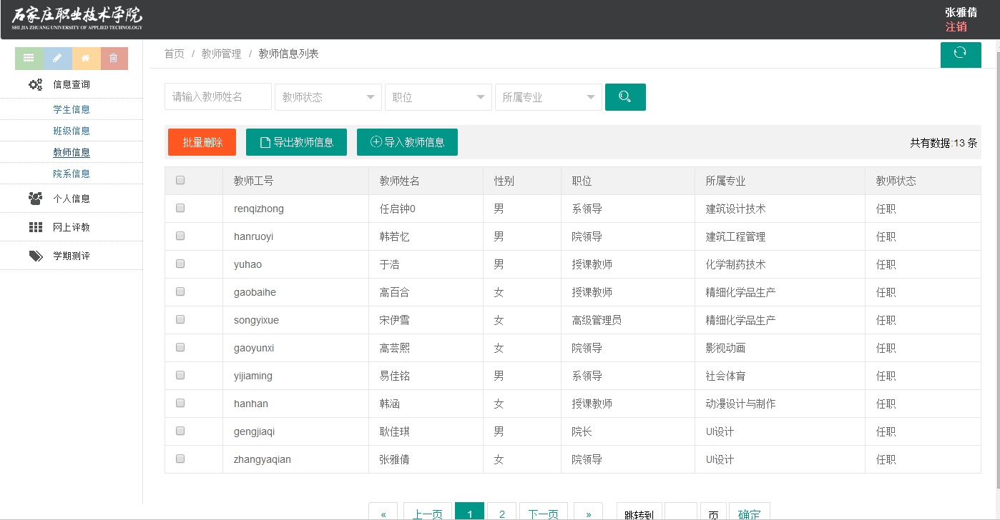 石家庄职业技术学院
SHI JIA ZHUANG UNIVERSITY OF APPLIED TECHNOLOGY
张雅倩
注销
首页 / 教师管理 / 教师信息列表
信息查询
学生信息
班级信息
教师信息
院系信息
个人信息
网上评教
学期测评
请输入教师姓名 教师状态 职位 所属专业
批量删除 导出教师信息 导入教师信息 共有数据:13 条
教师工号 教师姓名 性别 职位 所属专业 教师状态
renqizhong 任启钟0 男 系领导 建筑设计技术 任职
hanruoyi 韩若忆 男 院领导 建筑工程管理 任职
yuhao 于浩 男 授课教师 化学制药技术 任职
gaobaihe 高百合 女 授课教师 精细化学品生产 任职
songyixue 宋伊雪 女 高级管理员 精细化学品生产 任职
gaoyunxi 高芸熙 女 院领导 影视动画 任职
yijiaming 易佳铭 男 系领导 社会体育 任职
hanhan 韩涵 女 授课教师 动漫设计与制作 任职
gengjiaqi 耿佳琪 男 院长 UI设计 任职
zhangyaqian 张雅倩 女 院领导 UI设计 任职
« 上一页 1 2 下一页 » 跳转到 页 确定